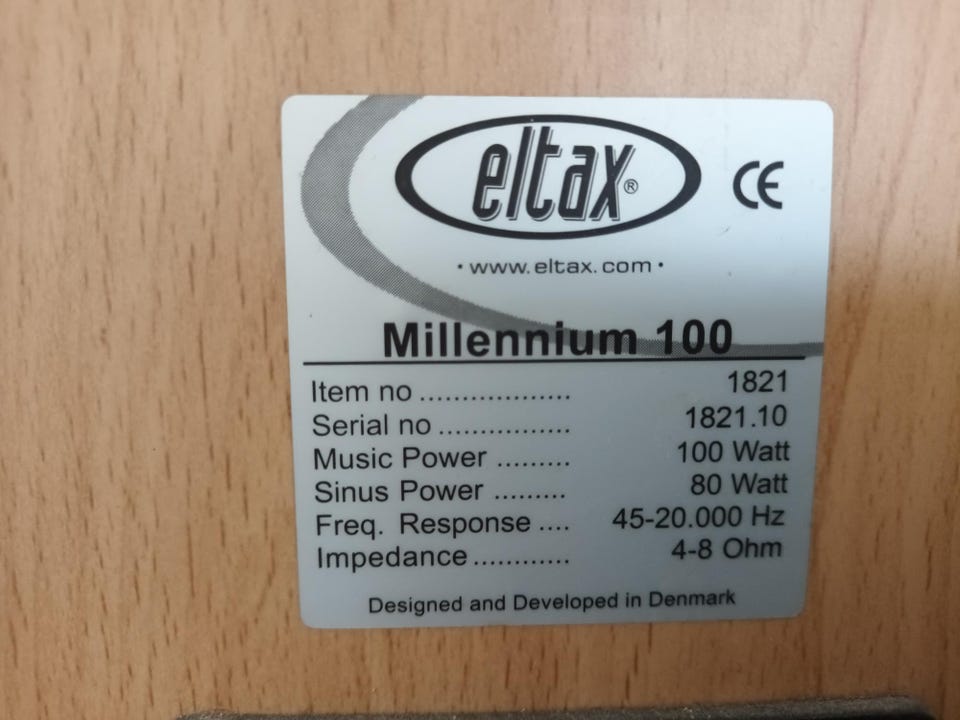 eltax®
CE
• www.eltax.com •
Millennium 100
Item no .................. 1821
Serial no ................ 1821.10
Music Power ......... 100 Watt
Sinus Power ......... 80 Watt
Freq. Response .... 45-20.000 Hz
Impedance ............ 4-8 Ohm
Designed and Developed in Denmark